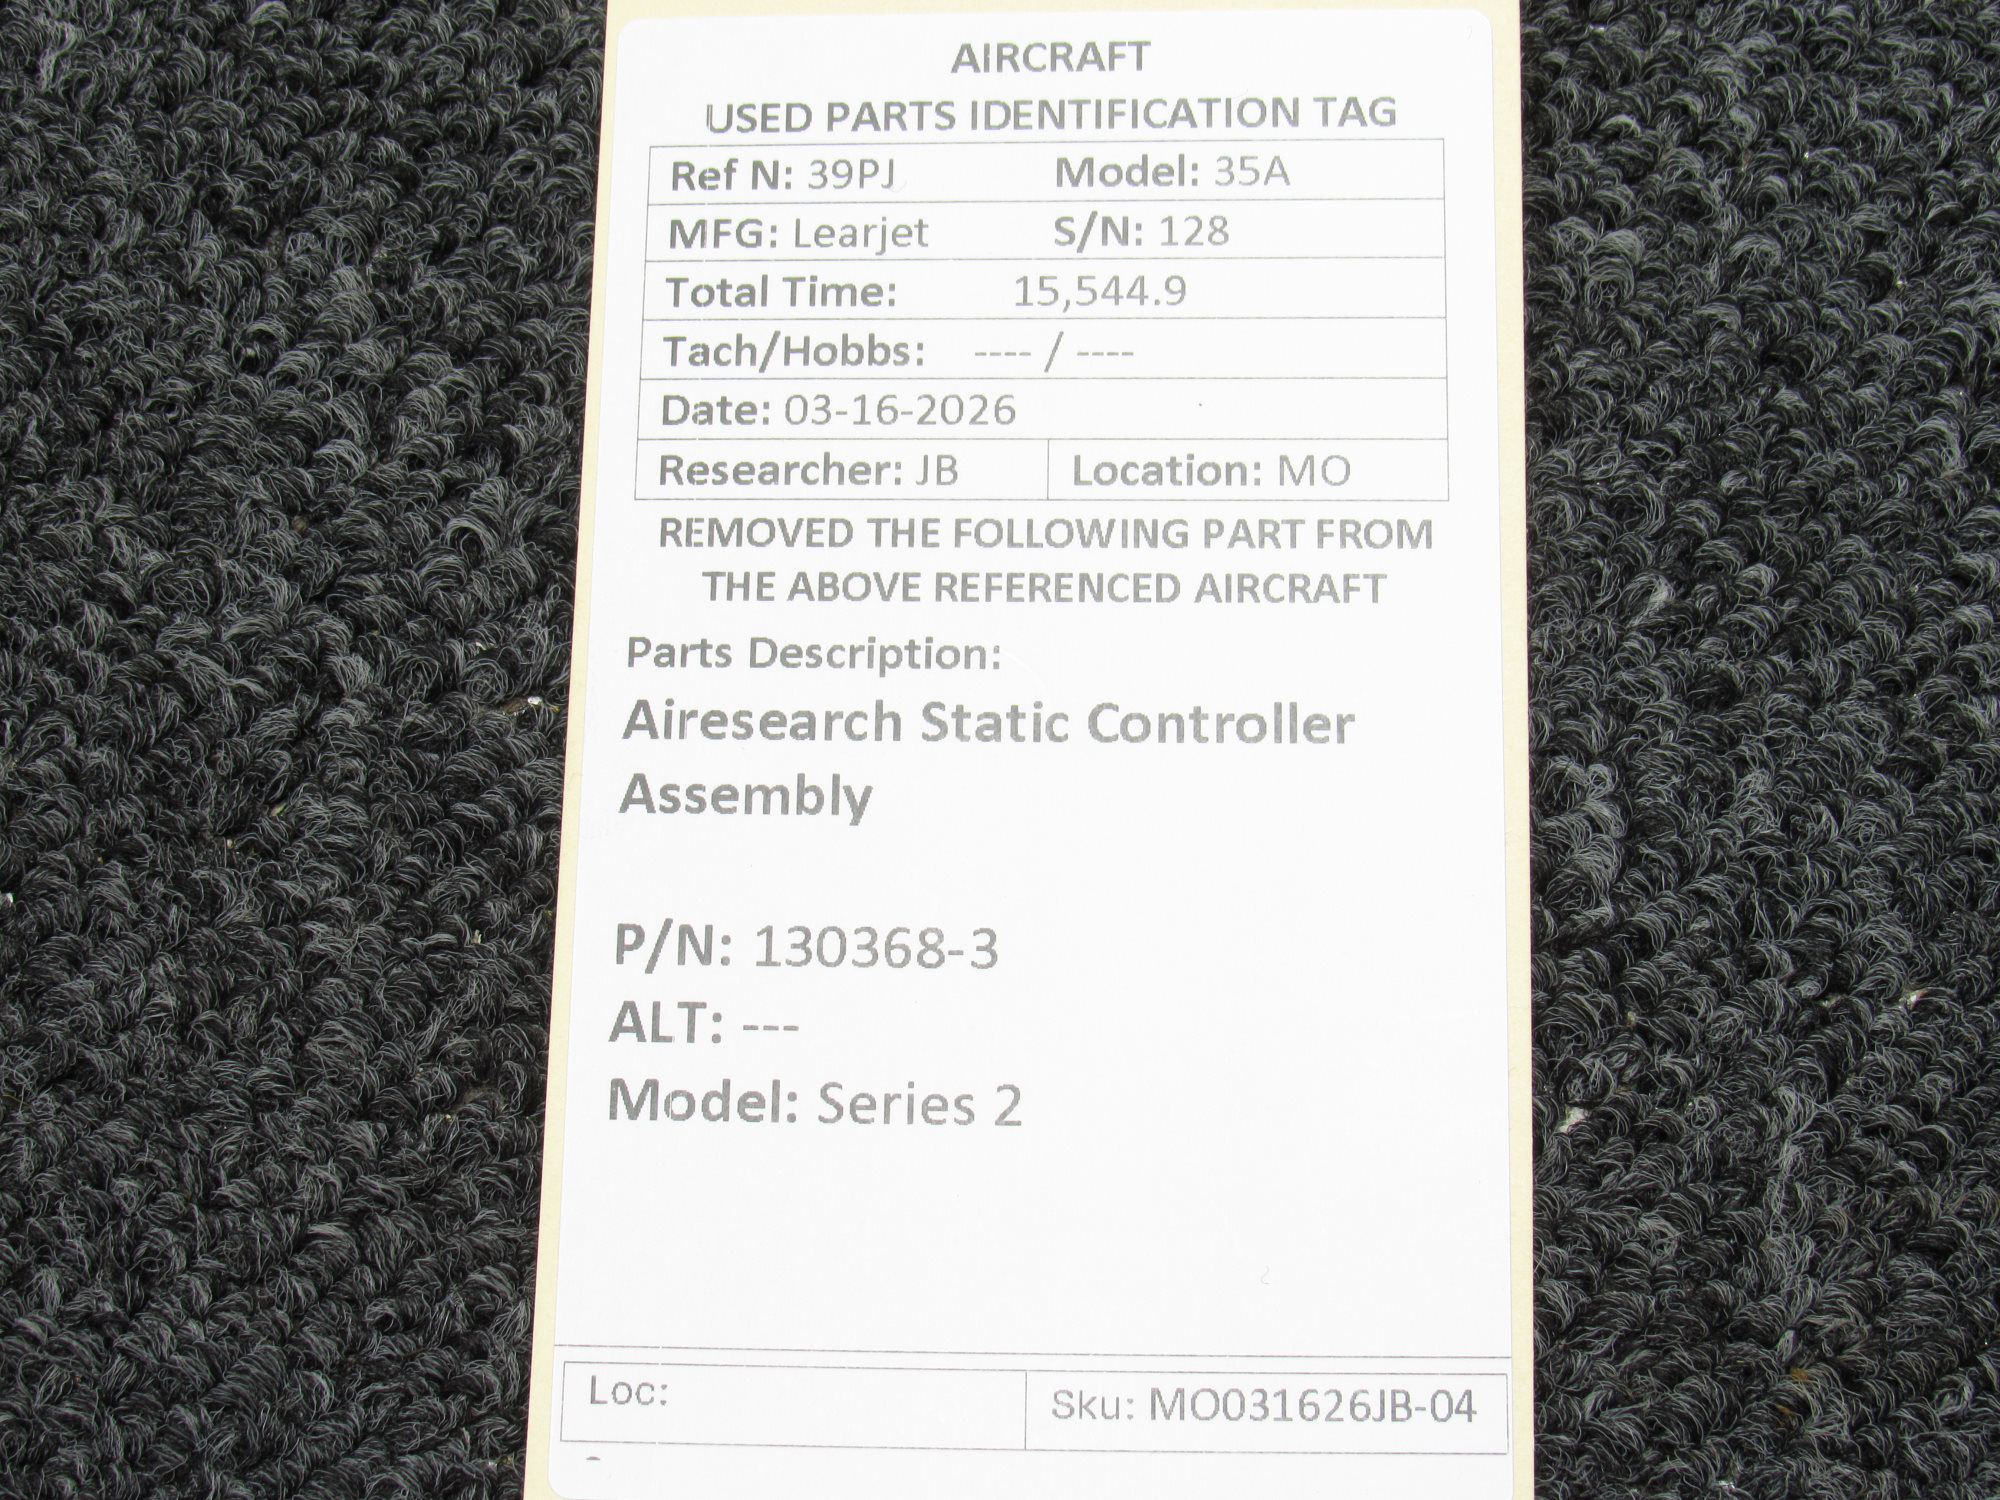 AIRCRAFT
USED PARTS IDENTIFICATION TAG
Ref N: 39PJ Model: 35A
MFG: Learjet S/N: 128
Total Time: 15,544.9
Tach/Hobbs: ---- / ----
Date: 03-16-2026
Researcher: JB Location: MO
REMOVED THE FOLLOWING PART FROM
THE ABOVE REFERENCED AIRCRAFT
Parts Description:
Airesearch Static Controller
Assembly
P/N: 130368-3
ALT: ---
Model: Series 2
Loc: Sku: MO031626JB-04